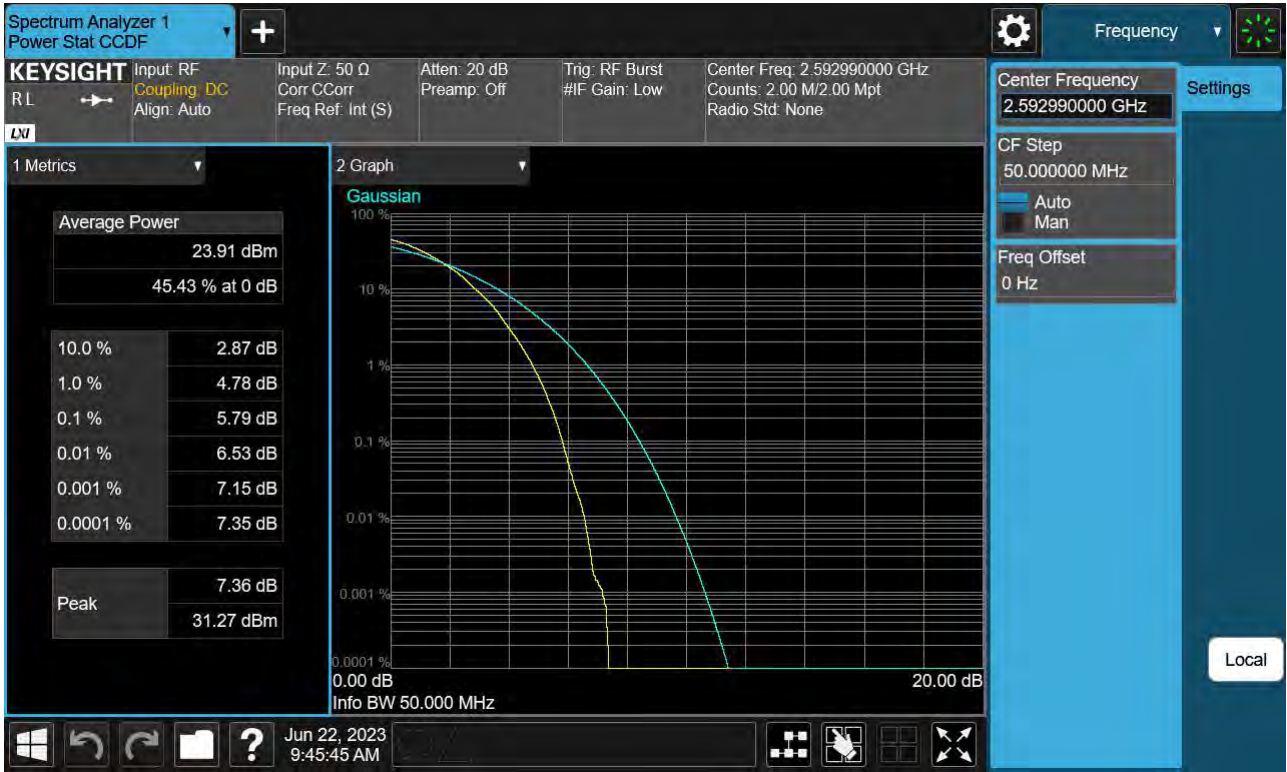 Spectrum Analyzer 1
Power Stat CCDF
Frequency
KEYSIGHT
RL
LXI
Input: RF
Coupling: DC
Align: Auto
Input Z: 50 Ω
Corr CCorr
Freq Ref: Int (S)
Atten: 20 dB
Preamp: Off
Trig: RF Burst
#IF Gain: Low
Center Freq: 2.592990000 GHz
Counts: 2.00 M/2.00 Mpt
Radio Std: None
Center Frequency
2.592990000 GHz
Settings
CF Step
50.000000 MHz
Auto
Man
Freq Offset
0 Hz
Local
1 Metrics
Average Power
23.91 dBm
45.43 % at 0 dB
10.0 % 2.87 dB
1.0 % 4.78 dB
0.1 % 5.79 dB
0.01 % 6.53 dB
0.001 % 7.15 dB
0.0001 % 7.35 dB
Peak
7.36 dB
31.27 dBm
2 Graph
Gaussian
100 %
10 %
1 %
0.1 %
0.01 %
0.001 %
0.0001 %
0.00 dB 20.00 dB
Info BW 50.000 MHz
?
Jun 22, 2023
9:45:45 AM